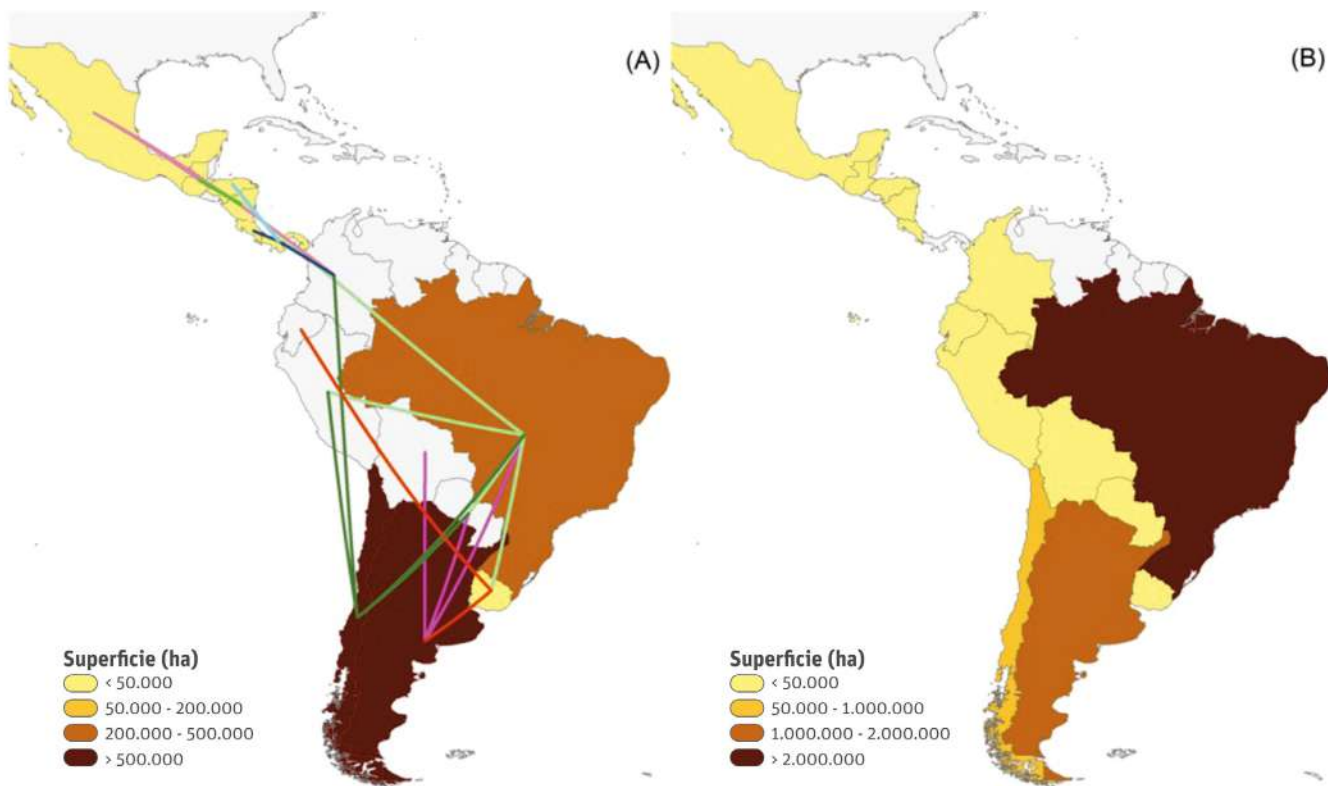 (A)
Superficie (ha)
< 50.000
50.000 - 200.000
200.000 - 500.000
> 500.000
(B)
Superficie (ha)
< 50.000
50.000 - 1.000.000
1.000.000 - 2.000.000
> 2.000.000